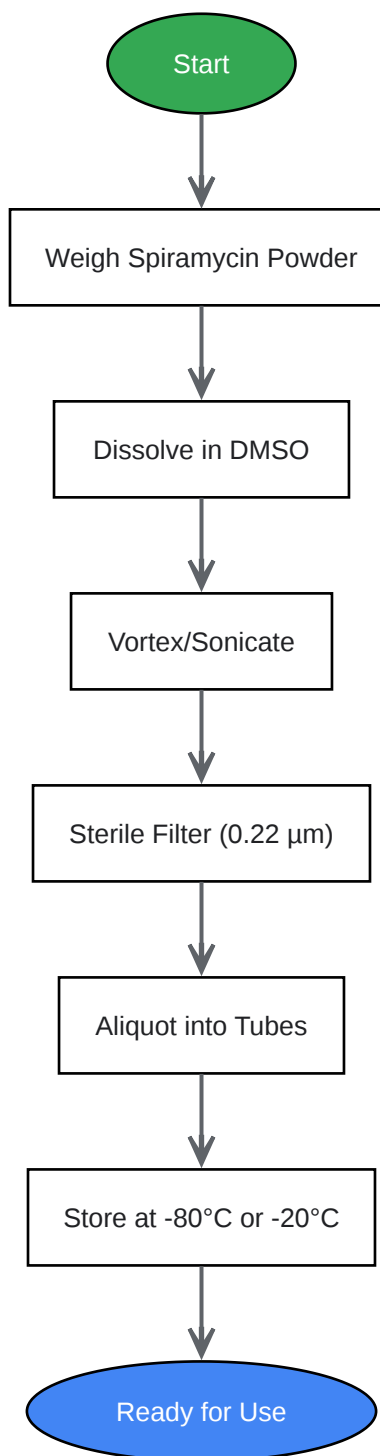 Start
Weigh Spiramycin Powder
Dissolve in DMSO
Vortex/Sonicate
Sterile Filter (0.22 µm)
Aliquot into Tubes
Store at -80°C or -20°C
Ready for Use